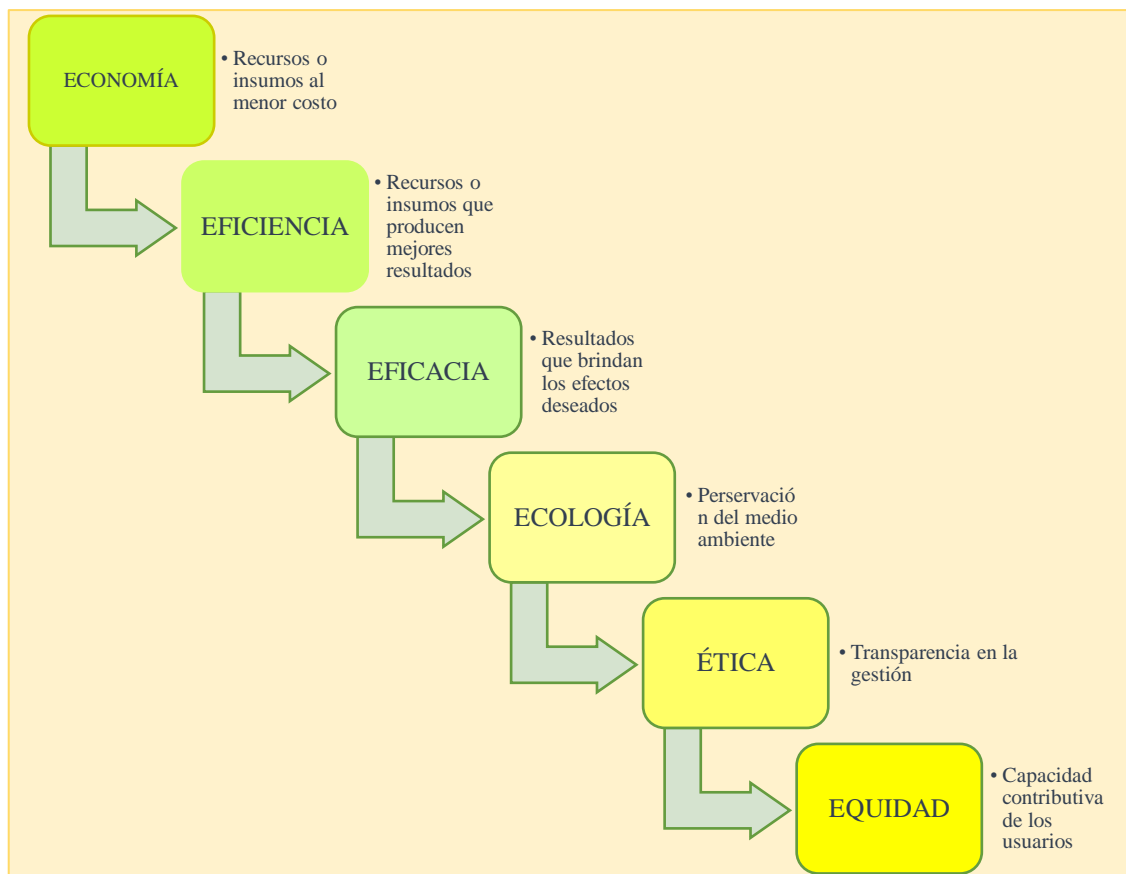 ECONOMÍA
• Recursos o
insumos al
menor costo
EFICIENCIA
• Recursos o
insumos que
producen
mejores
resultados
EFICACIA
• Resultados
que brindan
los efectos
deseados
ECOLOGÍA
• Perservació
n del medio
ambiente
ÉTICA
• Transparencia en la
gestión
EQUIDAD
• Capacidad
contributiva
de los
usuarios